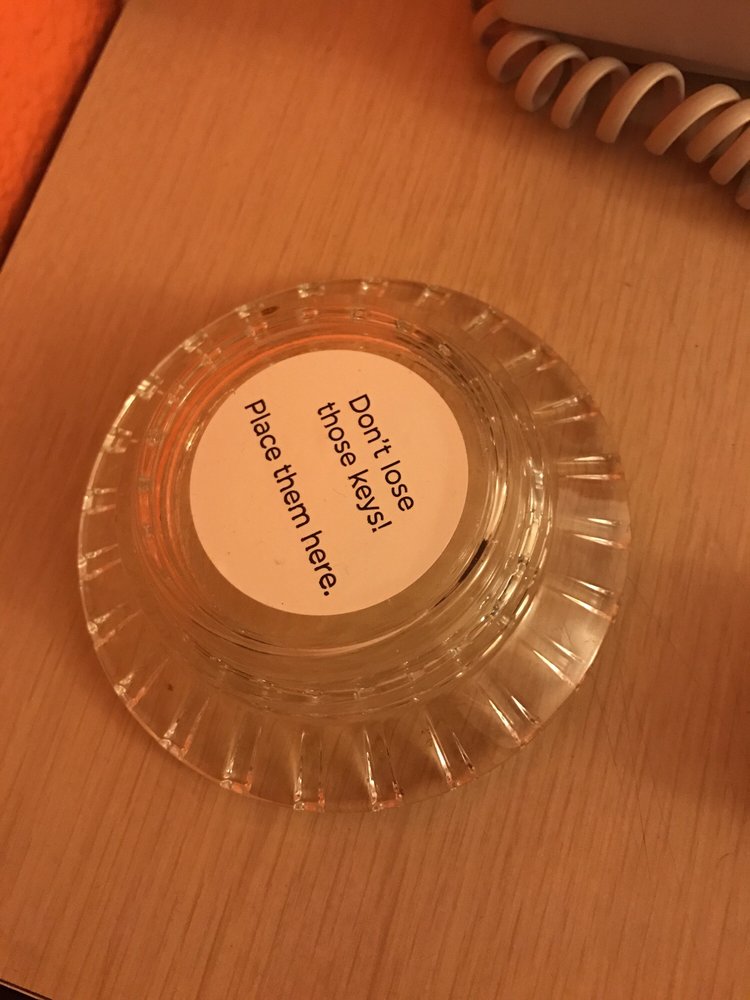 Don't lose
those keys!
Place them here.